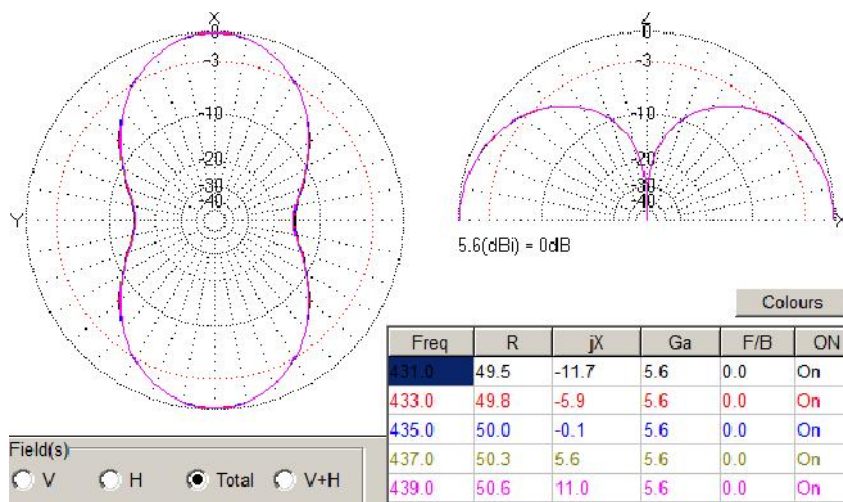 X
0
-3
-10
-20
-30
-40
Y
Z
0
-3
-10
-20
-30
-40
5.6(dBi) = 0dB
Colours
Freq R jX Ga F/B ON
431.0 49.5 -11.7 5.6 0.0 On
433.0 49.8 -5.9 5.6 0.0 On
435.0 50.0 -0.1 5.6 0.0 On
437.0 50.3 5.6 5.6 0.0 On
439.0 50.6 11.0 5.6 0.0 On
Field(s)
V H Total V+H